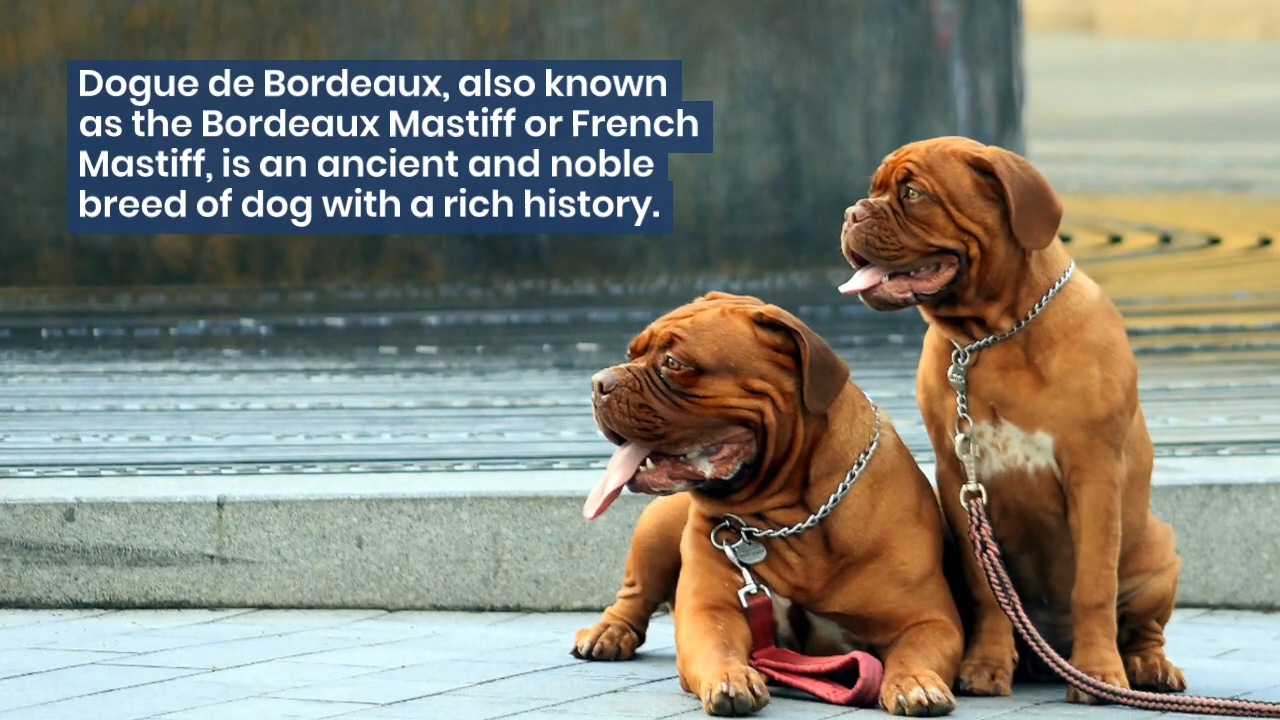 Dogue de Bordeaux, also known
as the Bordeaux Mastiff or French
Mastiff, is an ancient and noble
breed of dog with a rich history.